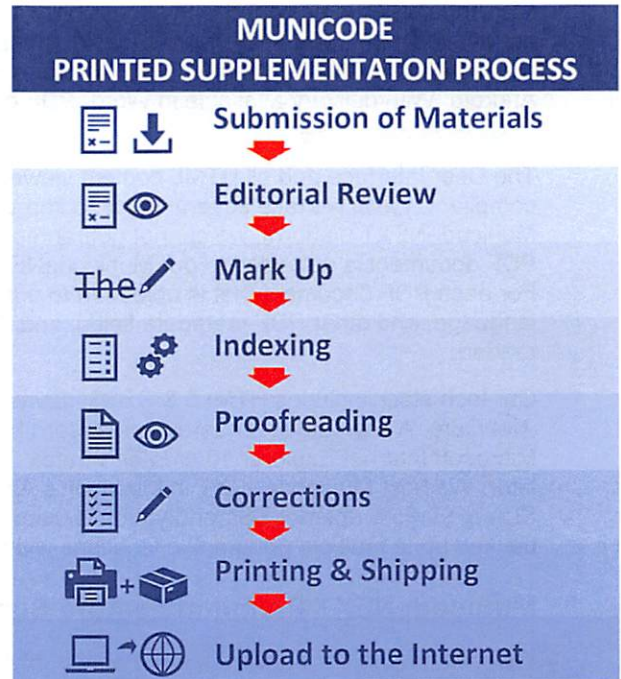 MUNICODE
PRINTED SUPPLEMENTATON PROCESS
Submission of Materials
Editorial Review
The Mark Up
Indexing
Proofreading
Corrections
Printing & Shipping
+
Upload to the Internet